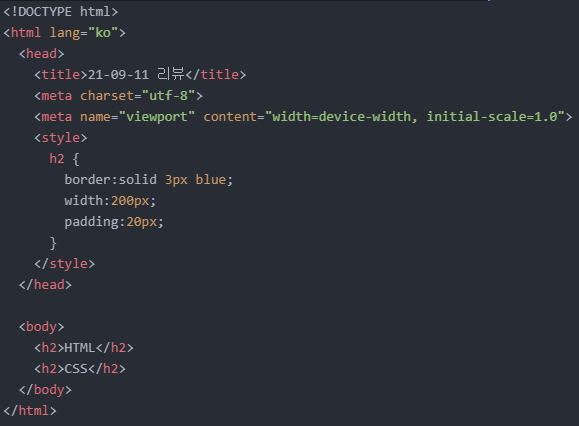 <!DOCTYPE html>
<html lang="ko">
  <head>
    <title>21-09-11 리뷰</title>
    <meta charset="utf-8">
    <meta name="viewport" content="width=device-width, initial-scale=1.0">
    <style>
      h2 {
        border:solid 3px blue;
        width:200px;
        padding:20px;
      }
    </style>
  </head>

  <body>
    <h2>HTML</h2>
    <h2>CSS</h2>
  </body>
</html>